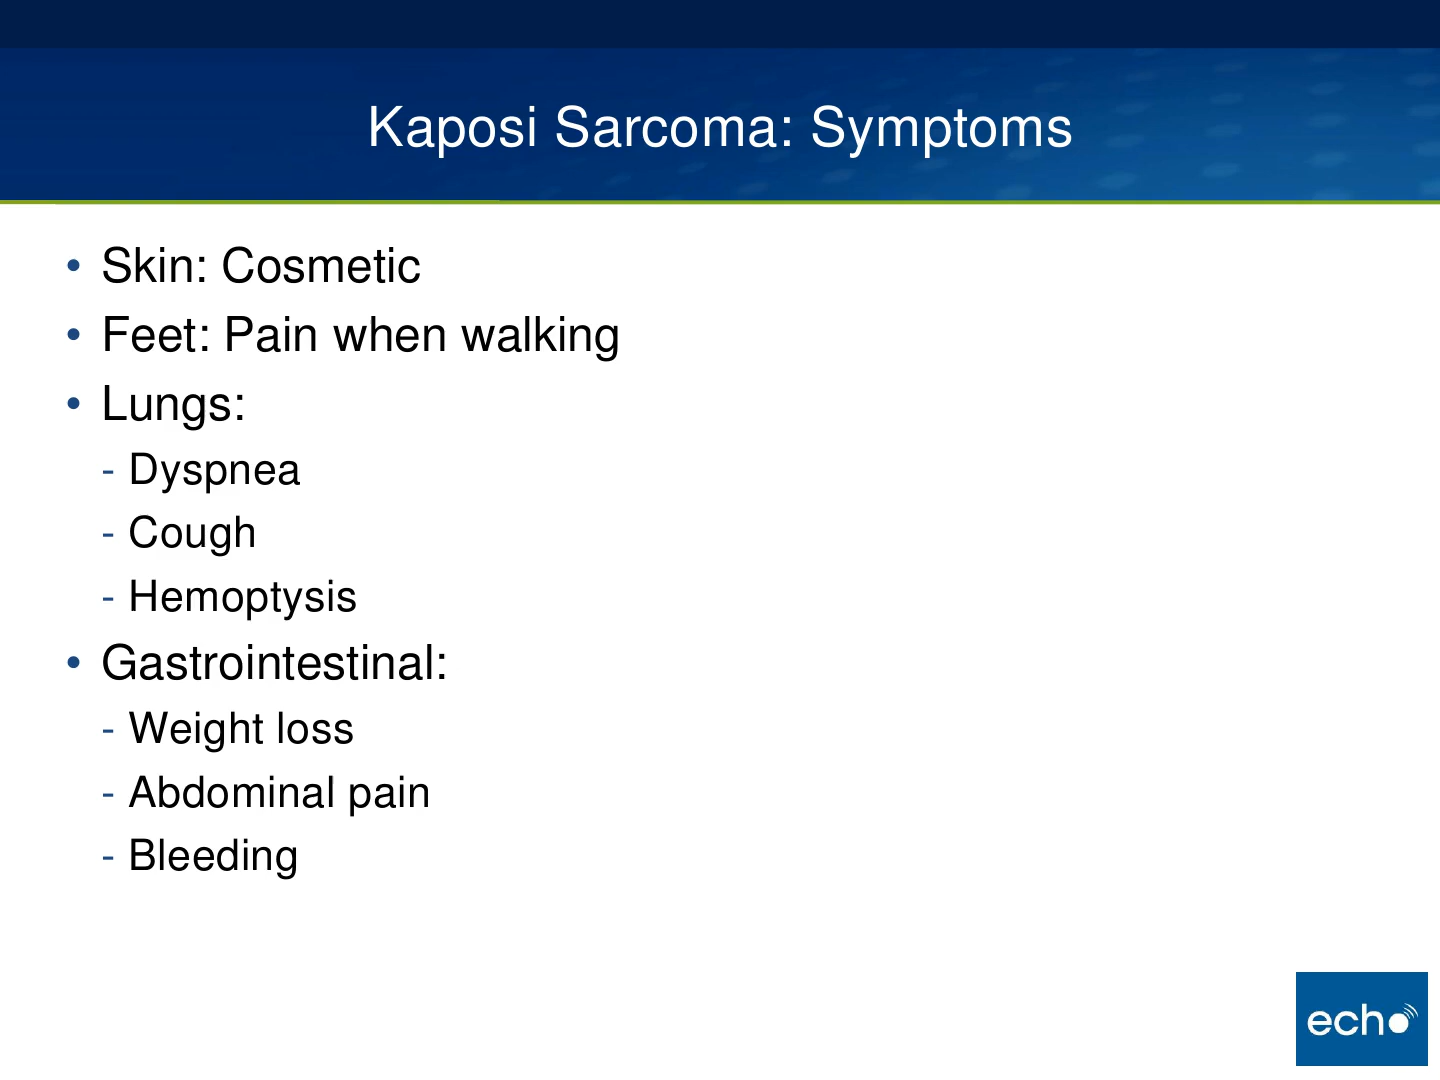 Kaposi Sarcoma: Symptoms
• Skin: Cosmetic
• Feet: Pain when walking
• Lungs:
- Dyspnea
- Cough
- Hemoptysis
• Gastrointestinal:
- Weight loss
- Abdominal pain
- Bleeding
echo